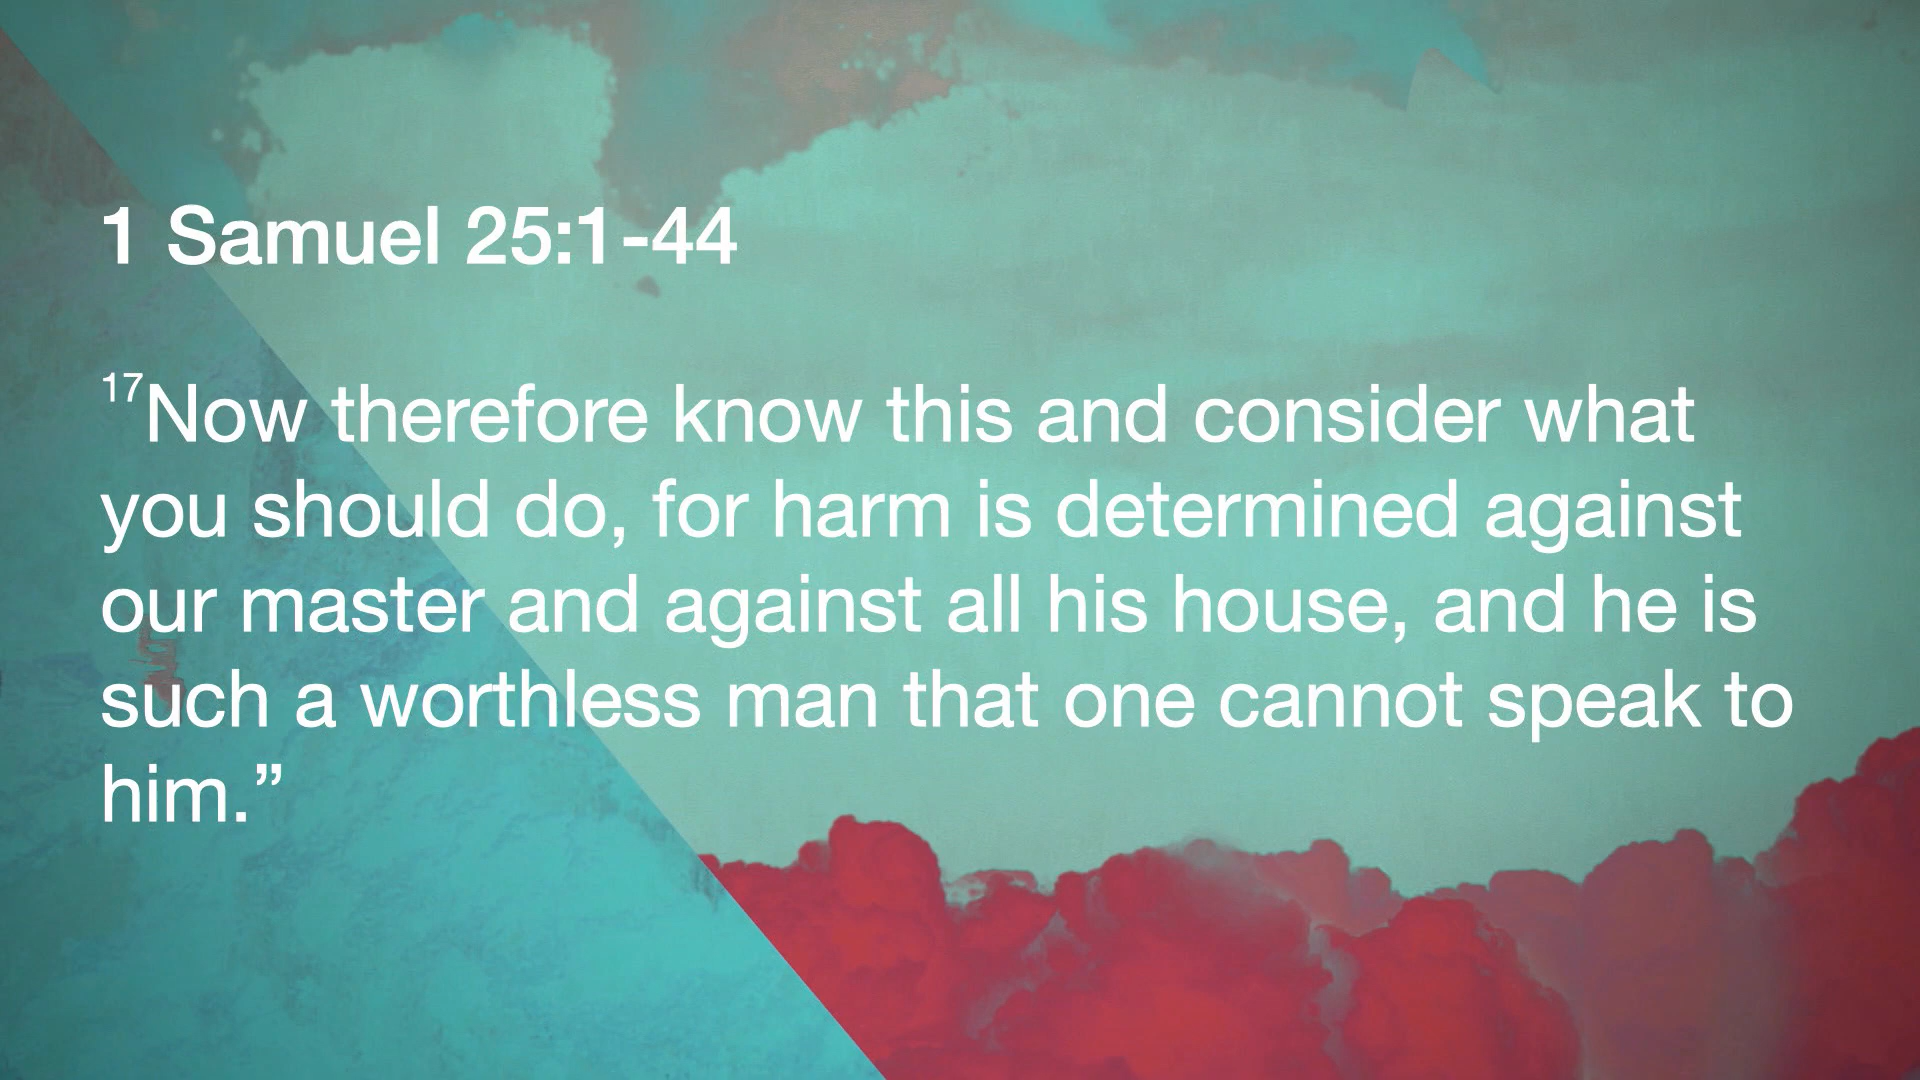 1 Samuel 25:1-44
17Now therefore know this and consider what
you should do, for harm is determined against
our master and against all his house, and he is
such a worthless man that one cannot speak to
him.”